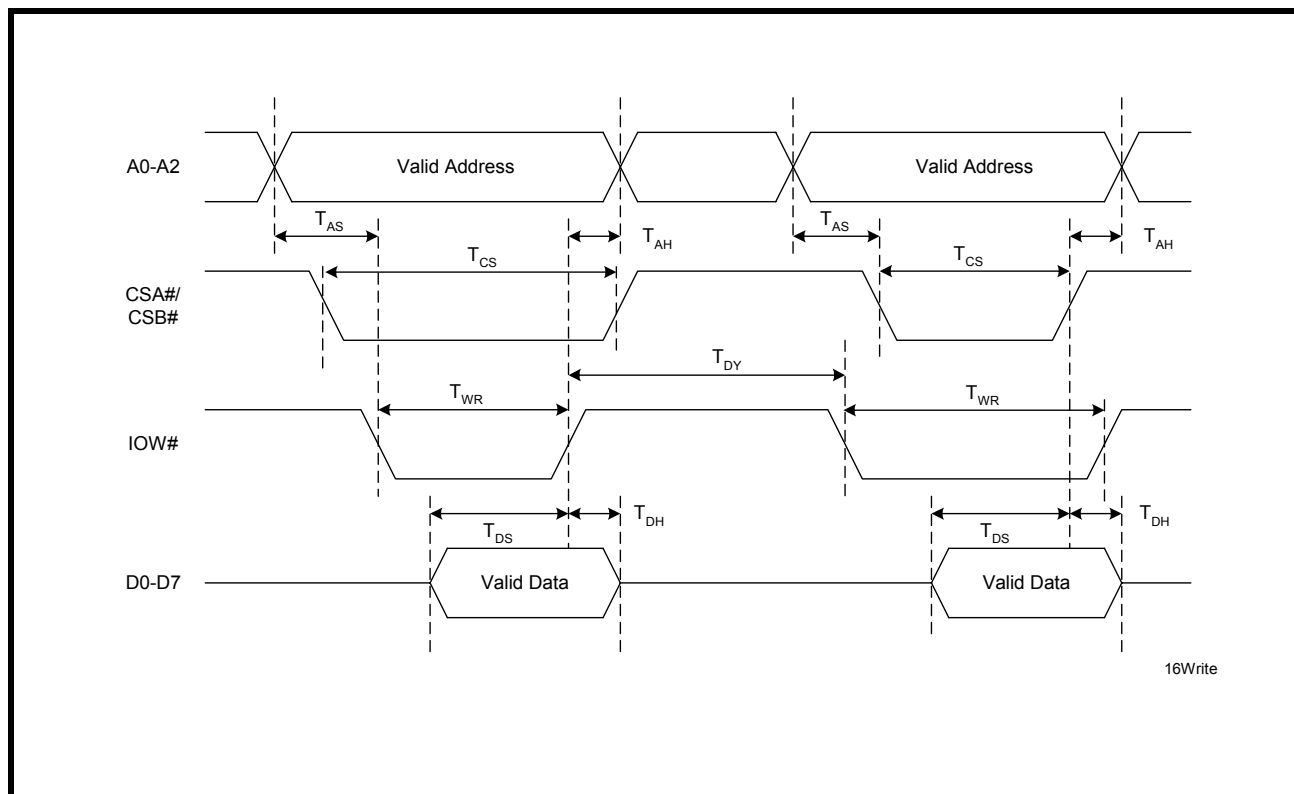 A0-A2
Valid Address
Valid Address
TAS
TAH
TAS
TAH
TCS
TCS
CSA#/
CSB#
TDY
TWR
TWR
IOW#
TDS
TDH
TDS
TDH
D0-D7
Valid Data
Valid Data
16Write